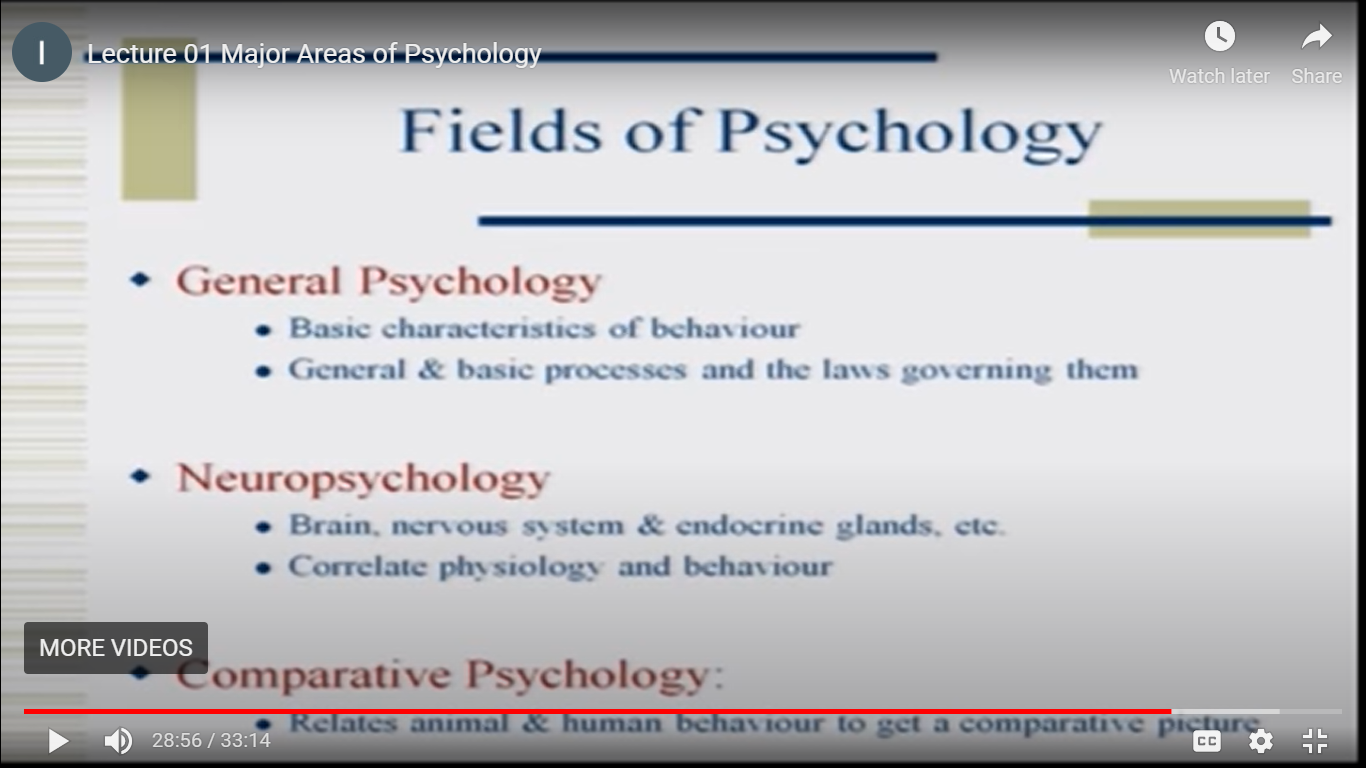 Lecture 01 Major Areas of Psychology
Watch later
Share
Fields of Psychology
General Psychology
Basic characteristics of behaviour
General & basic processes and the laws governing them
Neuropsychology
Brain, nervous system & endocrine glands, etc.
Correlate physiology and behaviour
MORE VIDEOS
Comparative Psychology:
Relates animal & human behaviour to get a comparative picture
28:56 / 33:14
CC